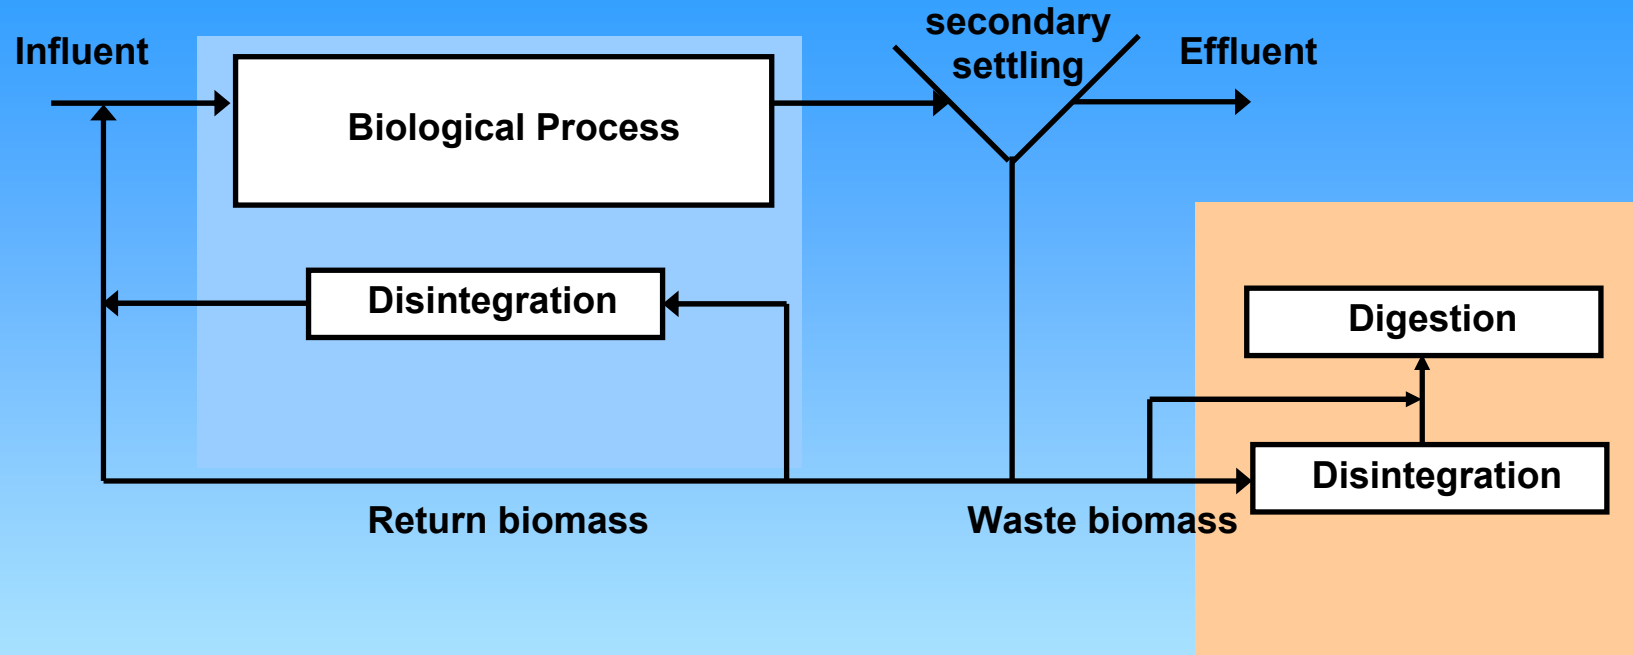 Influent
secondary
settling
Effluent
Biological Process
Disintegration
Digestion
Disintegration
Return biomass
Waste biomass